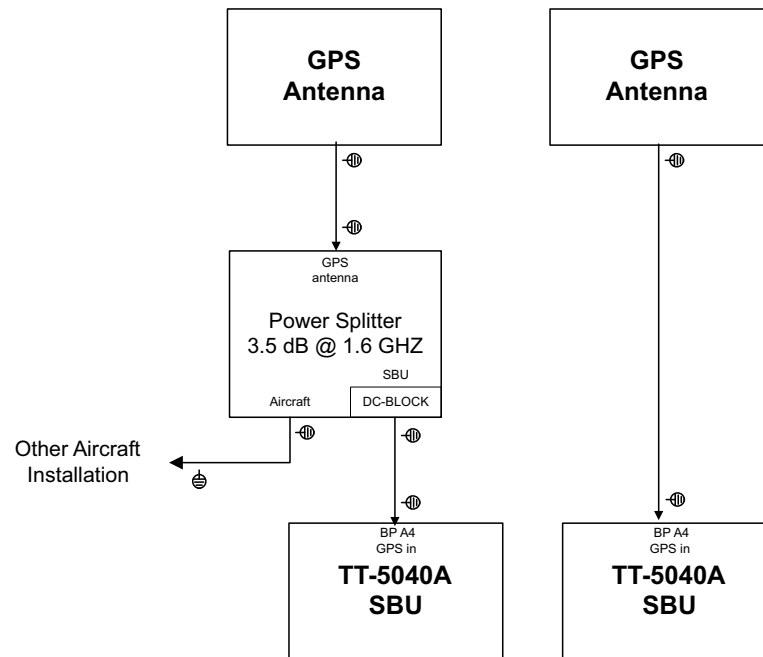 GPS
Antenna
GPS
antenna
Power Splitter
3.5 dB @ 1.6 GHZ
SBU
Aircraft
DC-BLOCK
Other Aircraft
Installation
BP A4
GPS in
TT-5040A
SBU
GPS
Antenna
BP A4
GPS in
TT-5040A
SBU